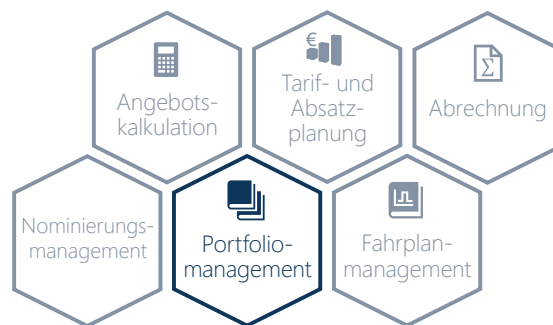 €
Angebots-
kalkulation
Tarif- und
Absatz-
planung
Σ
Abrechnung
Nominierungs-
management
Portfolio-
management
Fahrplan-
management